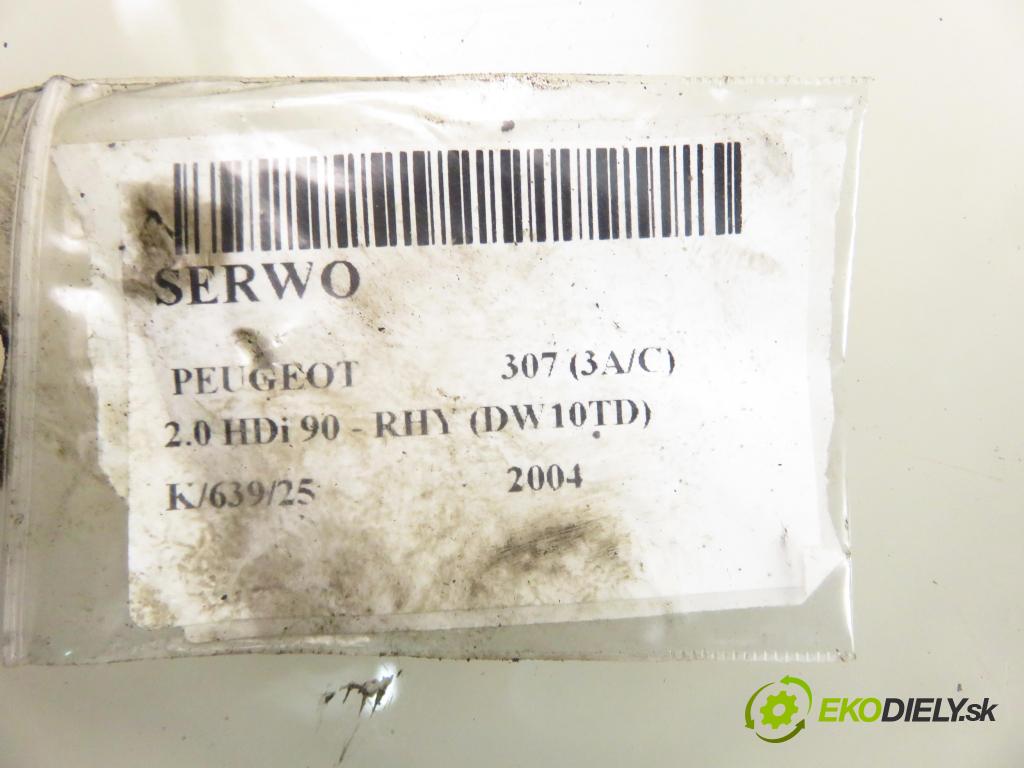 SERWO
PEUGEOT 307 (3A/C)
2.0 HDi 90 - RHY (DW10TD)
K/639/25 2004
EKODIELY.sk